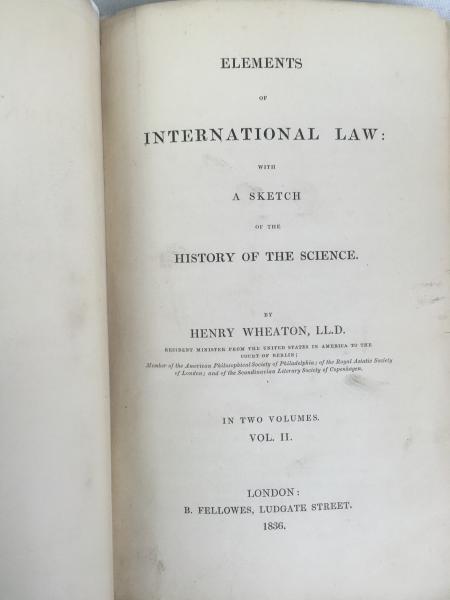 ELEMENTS
OF
INTERNATIONAL LAW:
WITH
A SKETCH
OF THE
HISTORY OF THE SCIENCE.
BY
HENRY WHEATON, LL.D.
RESIDENT MINISTER FROM THE UNITED STATES IN AMERICA TO THE
COURT OF BERLIN;
Member of the American Philosophical Society of Philadelphia; of the Royal Asiatic Society
of London; and of the Scandinavian Literary Society of Copenhagen.
IN TWO VOLUMES.
VOL. II.
LONDON:
B. FELLOWES, LUDGATE STREET.
1836.